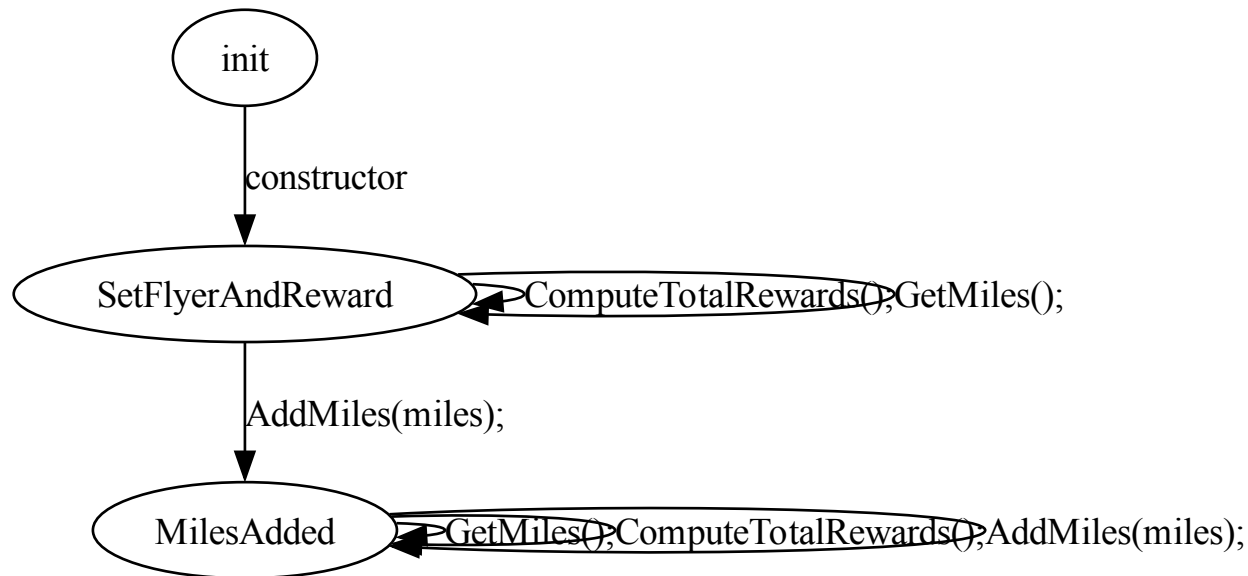 init
constructor
SetFlyerAndReward
ComputeTotalRewards();
GetMiles();
AddMiles(miles);
MilesAdded
GetMiles();
ComputeTotalRewards();
AddMiles(miles);